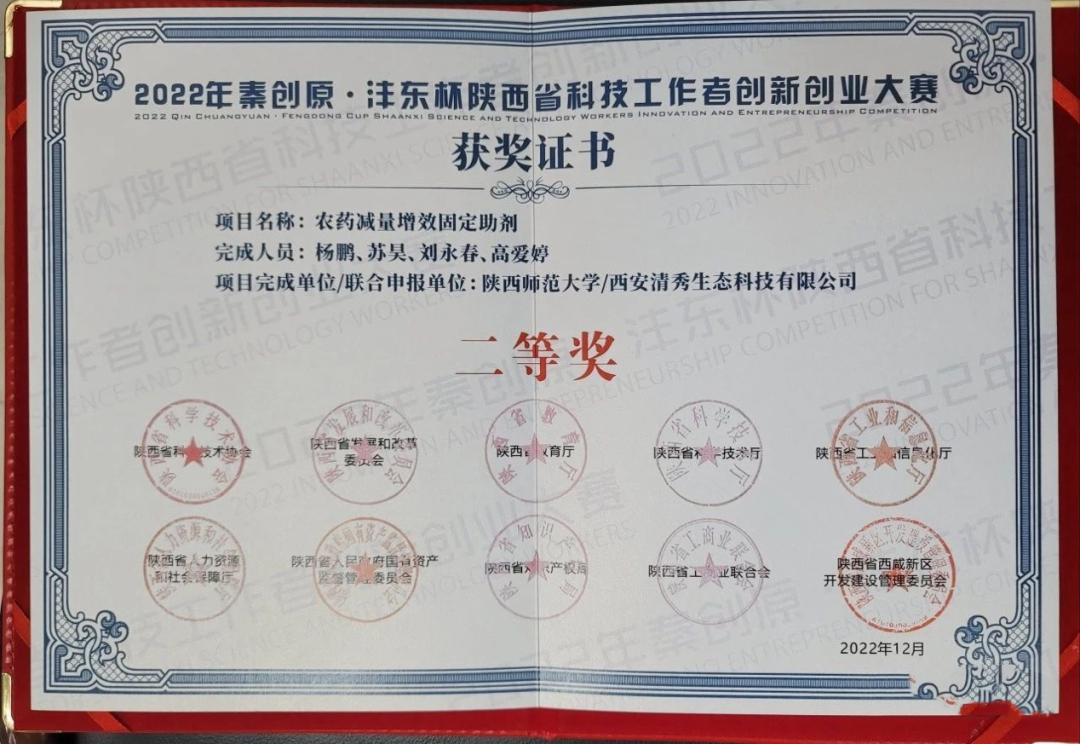 2022年秦创原·沣东杯陕西省科技工作者创新创业大赛
2022 QIN CHUANGYUAN · FENGDONG CUP SHAANXI SCIENCE AND TECHNOLOGY WORKERS INNOVATION AND ENTREPRENEURSHIP COMPETITION
获奖证书
项目名称：农药减量增效固定助剂
完成人员：杨鹏、苏昊、刘永春、高爱婷
项目完成单位/联合申报单位：陕西师范大学/西安清秀生态科技有限公司
二等奖
陕西省科学技术协会
陕西省发展和改革
委员会
陕西省教育厅
陕西省科学技术厅
陕西省工业和信息化厅
陕西省人力资源
和社会保障厅
陕西省人民政府国有资产
监督管理委员会
陕西省知识产权局
陕西省工商业联合会
陕西省西咸新区
开发建设管理委员会
2022年12月